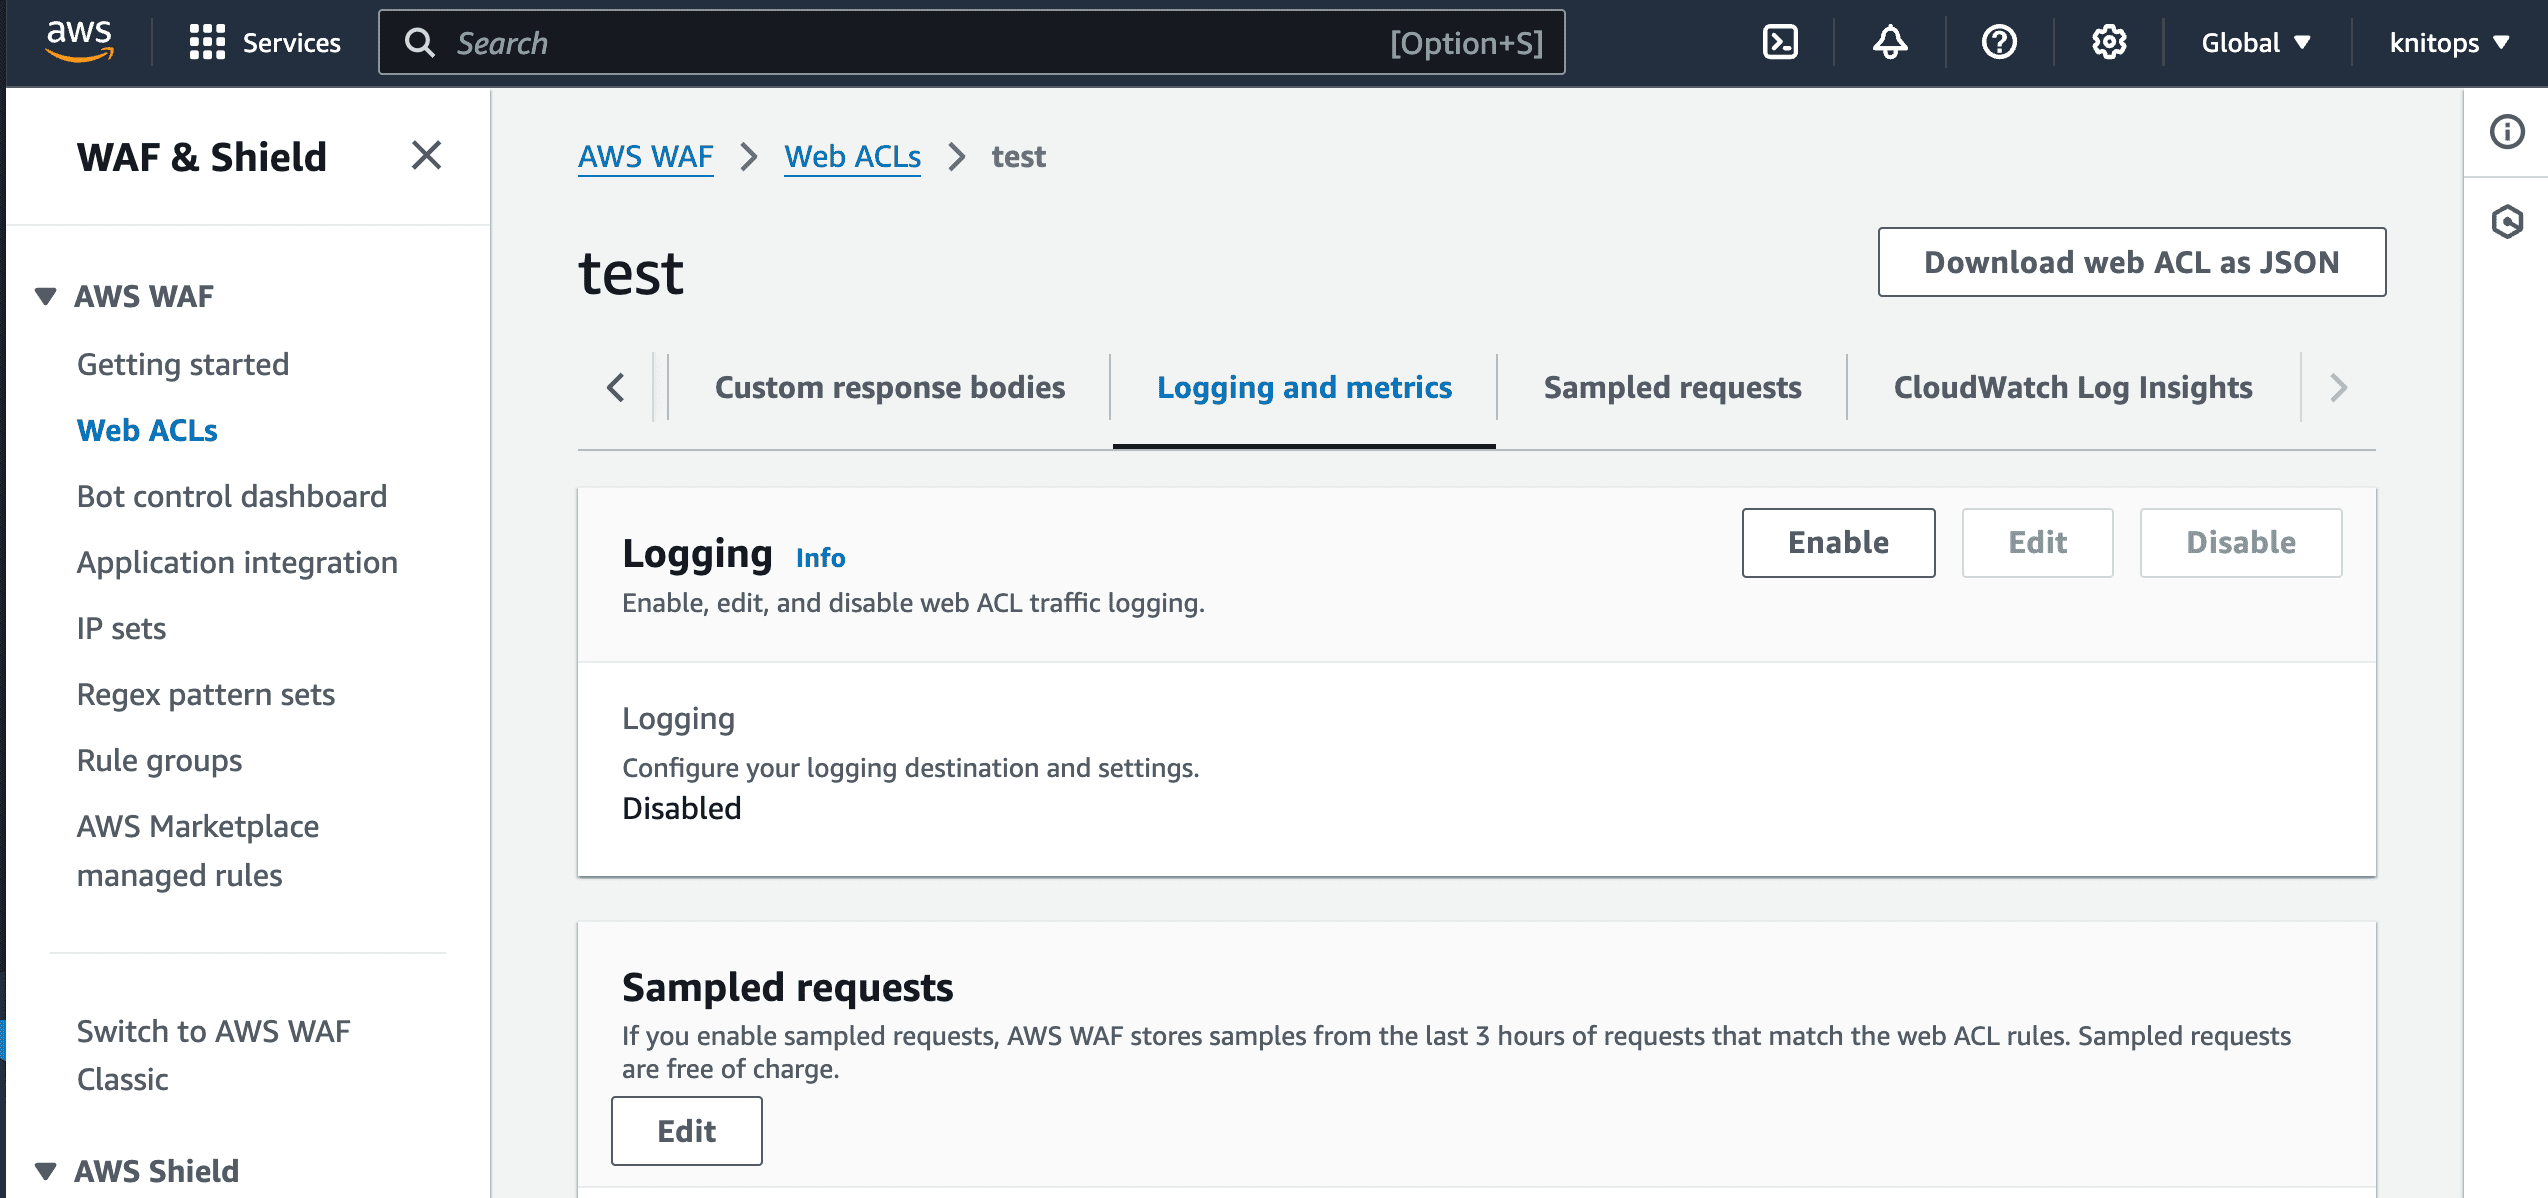 aws
Services
Search
[Option+S]
Global
knitops
WAF & Shield
AWS WAF
Getting started
Web ACLs
Bot control dashboard
Application integration
IP sets
Regex pattern sets
Rule groups
AWS Marketplace
managed rules
Switch to AWS WAF
Classic
AWS Shield
AWS WAF > Web ACLs > test
test
Download web ACL as JSON
Custom response bodies
Logging and metrics
Sampled requests
CloudWatch Log Insights
Logging Info
Enable
Edit
Disable
Enable, edit, and disable web ACL traffic logging.
Logging
Configure your logging destination and settings.
Disabled
Sampled requests
If you enable sampled requests, AWS WAF stores samples from the last 3 hours of requests that match the web ACL rules. Sampled requests
are free of charge.
Edit